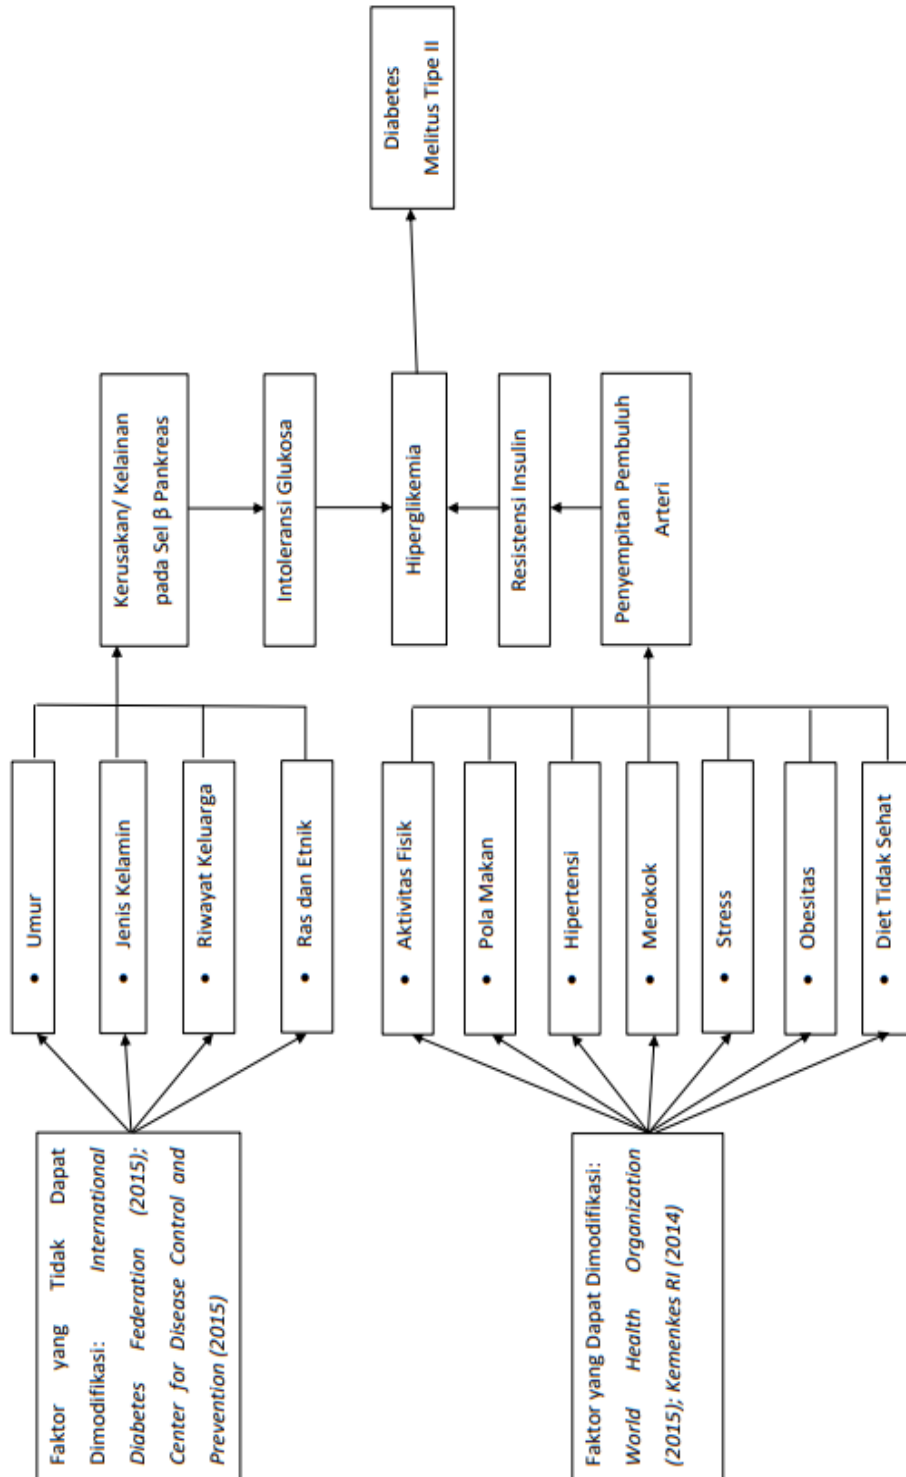 Faktor yang Tidak Dapat
Dimodifikasi: International
Diabetes Federation (2015);
Center for Disease Control and
Prevention (2015)
• Umur
• Jenis Kelamin
• Riwayat Keluarga
• Ras dan Etnik
Kerusakan/ Kelainan
pada Sel β Pankreas
Intoleransi Glukosa
Hiperglikemia
Resistensi Insulin
Penyempitan Pembuluh
Arteri
Diabetes
Melitus Tipe II
Faktor yang Dapat Dimodifikasi:
World Health Organization
(2015); Kemenkes RI (2014)
• Aktivitas Fisik
• Pola Makan
• Hipertensi
• Merokok
• Stress
• Obesitas
• Diet Tidak Sehat